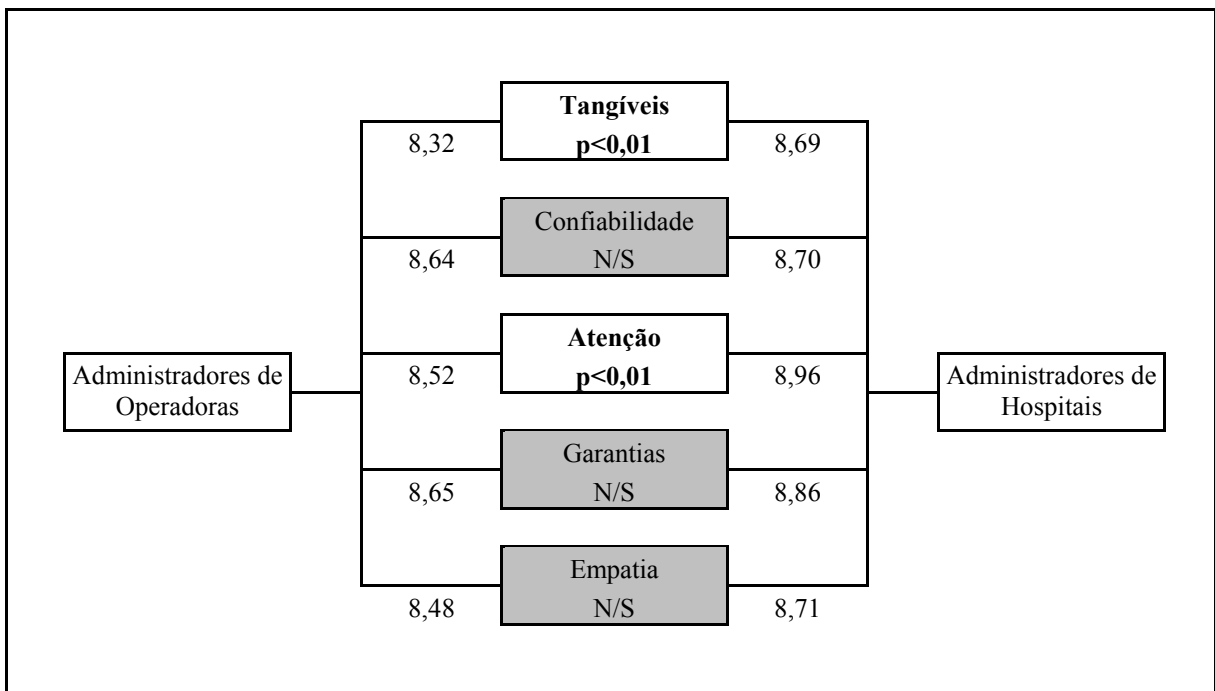 Tangíveis
p<0,01
8,32
8,69
Confiabilidade
N/S
8,64
8,70
Atenção
p<0,01
8,52
8,96
Administradores de
Operadoras
Administradores de
Hospitais
Garantias
N/S
8,65
8,86
Empatia
N/S
8,48
8,71